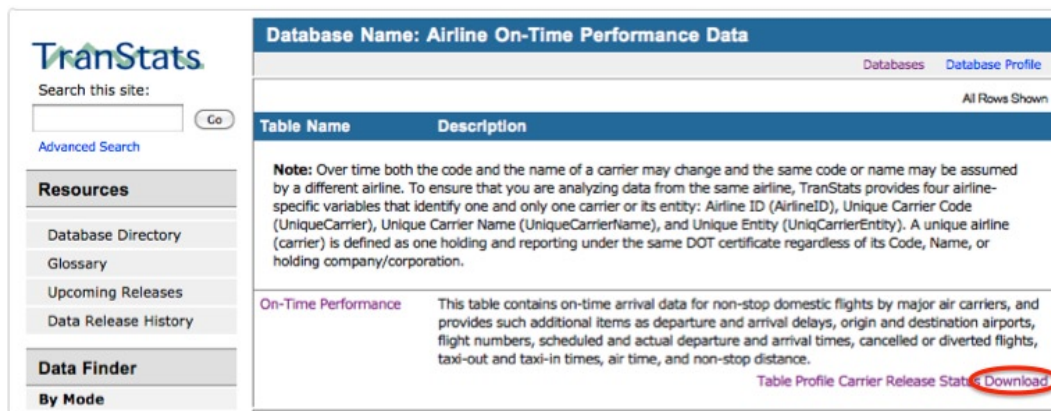 TranStats
Search this site:
Go
Advanced Search
Resources
Database Directory
Glossary
Upcoming Releases
Data Release History
Data Finder
By Mode
Database Name: Airline On-Time Performance Data
Databases Database Profile
All Rows Shown
Table Name Description
Note: Over time both the code and the name of a carrier may change and the same code or name may be assumed
by a different airline. To ensure that you are analyzing data from the same airline, TranStats provides four airline-
specific variables that identify one and only one carrier or its entity: Airline ID (AirlineID), Unique Carrier Code
(UniqueCarrier), Unique Carrier Name (UniqueCarrierName), and Unique Entity (UniqCarrierEntity). A unique airline
(carrier) is defined as one holding and reporting under the same DOT certificate regardless of its Code, Name, or
holding company/corporation.
On-Time Performance This table contains on-time arrival data for non-stop domestic flights by major air carriers, and
provides such additional items as departure and arrival delays, origin and destination airports,
flight numbers, scheduled and actual departure and arrival times, cancelled or diverted flights,
taxi-out and taxi-in times, air time, and non-stop distance.
Table Profile Carrier Release Status Download